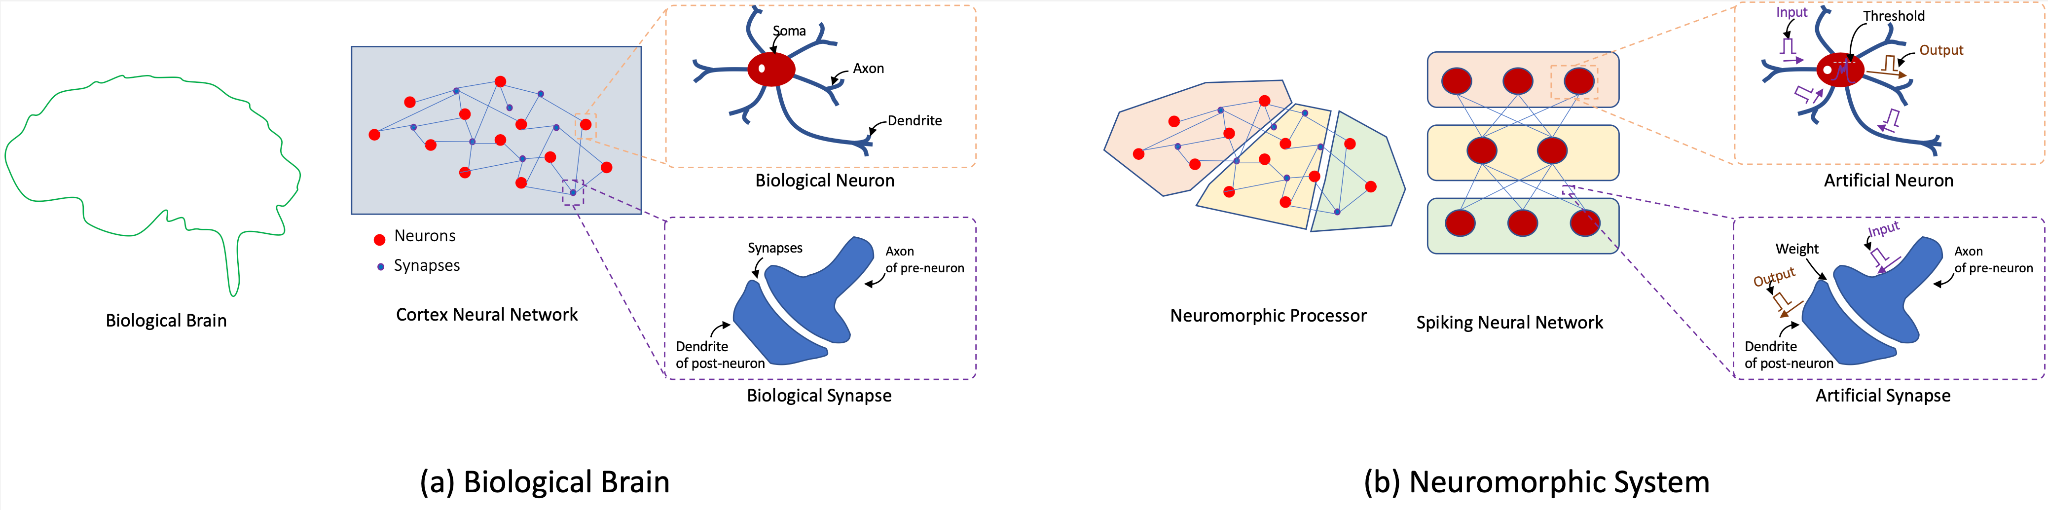 Soma
Axon
Dendrite
Biological Neuron
Neurons
Synapses
Cortex Neural Network
Biological Brain
Synapses
Axon
of pre-neuron
Dendrite
of post-neuron
Biological Synapse
(a) Biological Brain
Input
Threshold
Output
Artificial Neuron
Neuromorphic Processor
Spiking Neural Network
Input
Weight
Output
Axon
of pre-neuron
Dendrite
of post-neuron
Artificial Synapse
(b) Neuromorphic System